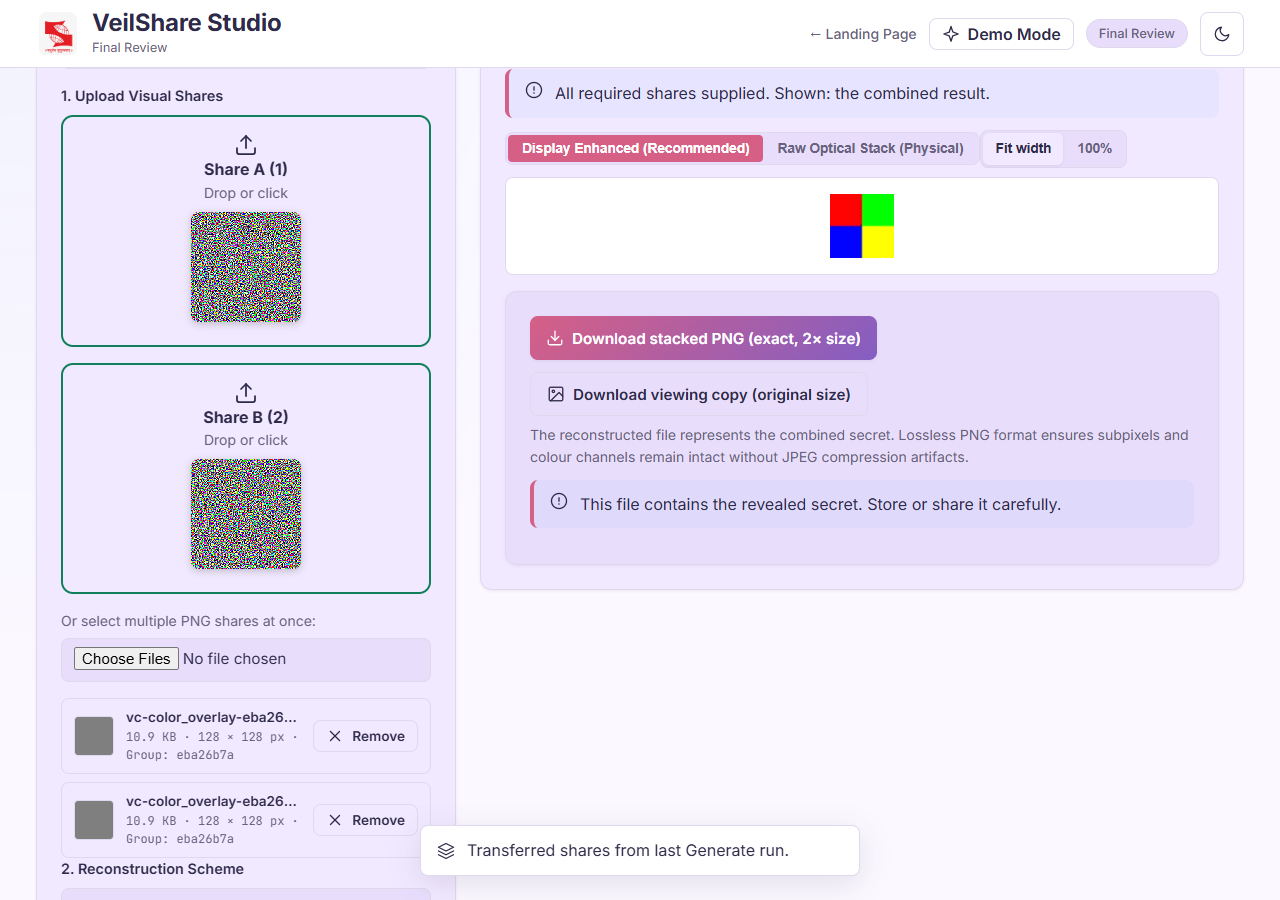 VeilShare Studio
Final Review
← Landing Page
Demo Mode
Final Review
1. Upload Visual Shares
Share A (1)
Drop or click
Share B (2)
Drop or click
Or select multiple PNG shares at once:
Choose Files No file chosen
vc-color_overlay-eba26...
10.9 KB · 128 × 128 px ·
Group: eba26b7a
Remove
vc-color_overlay-eba26...
10.9 KB · 128 × 128 px ·
Group: eba26b7a
Remove
2. Reconstruction Scheme
All required shares supplied. Shown: the combined result.
Display Enhanced (Recommended)
Raw Optical Stack (Physical)
Fit width
100%
Download stacked PNG (exact, 2× size)
Download viewing copy (original size)
The reconstructed file represents the combined secret. Lossless PNG format ensures subpixels and
colour channels remain intact without JPEG compression artifacts.
This file contains the revealed secret. Store or share it carefully.
Transferred shares from last Generate run.